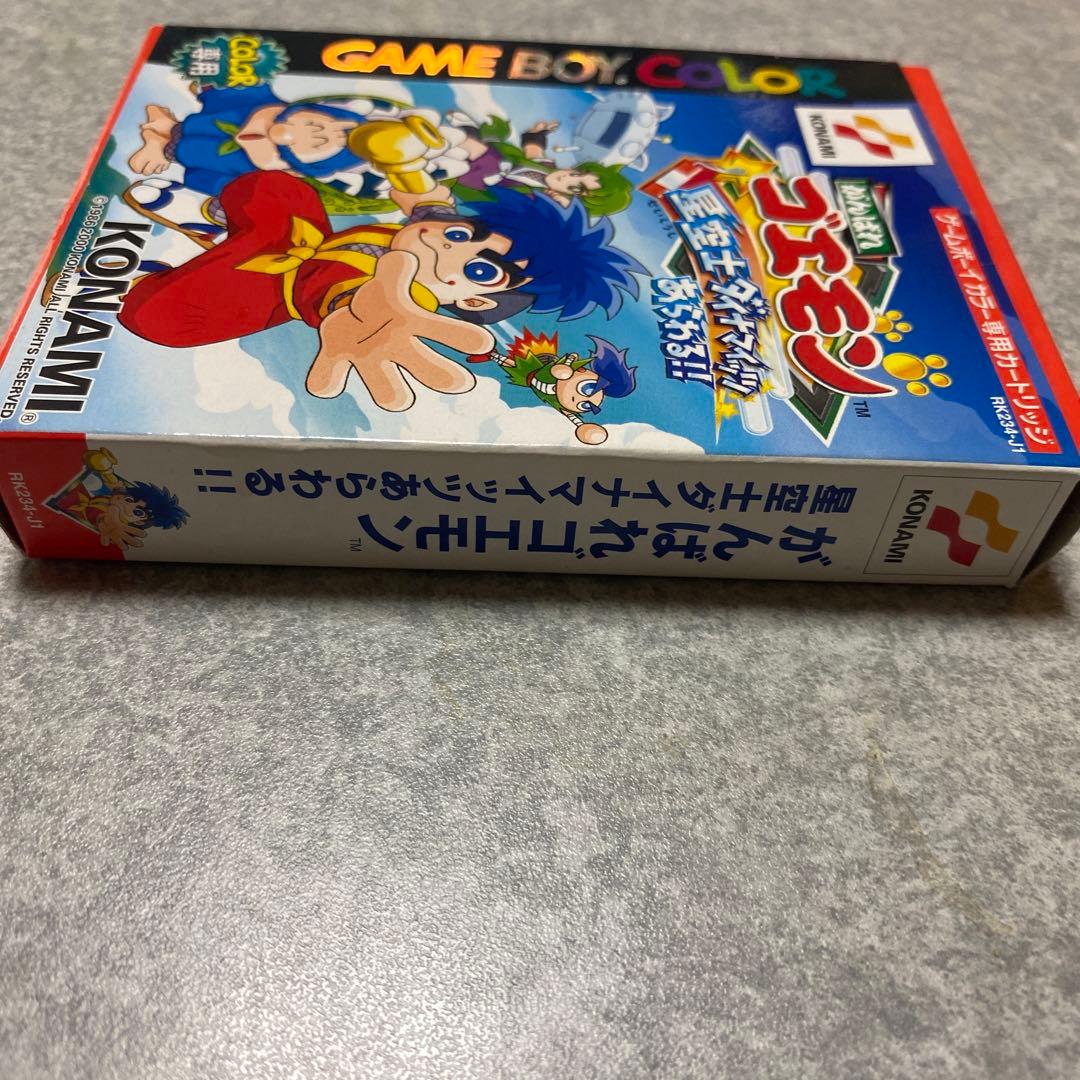 GAME BOY COLOR
COLOR
専用
KONAMI
がんばれ
ゴエモン
TM
星空士ダイナマイッツ
あらわる!!
ゲームボーイ カラー専用カートリッジ
RK234-J1
KONAMI®
©1986 2000 KONAMI ALL RIGHTS RESERVED
KONAMI
がんばれゴエモン™
星空士ダイナマイッツあらわる!!
RK234-J1